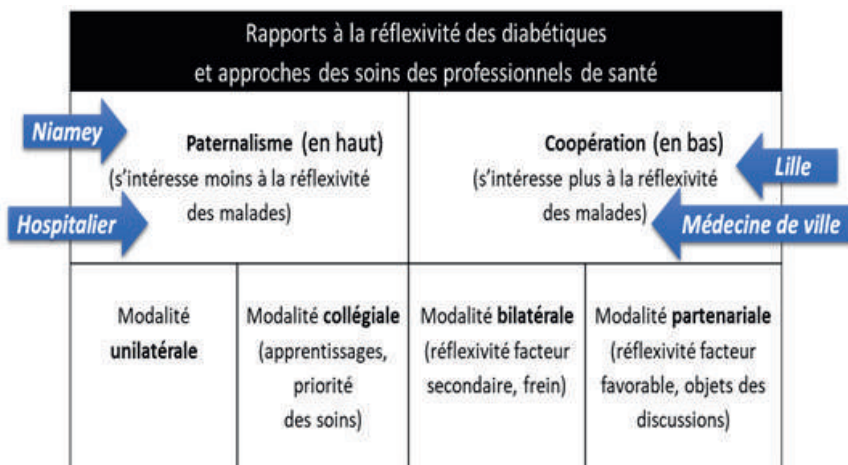 Rapports à la réflexivité des diabétiques
et approches des soins des professionnels de santé
Niamey
Paternalisme (en haut)
(s'intéresse moins à la réflexivité
des malades)
Hospitalier
Coopération (en bas)
(s'intéresse plus à la réflexivité
des malades)
Lille
Médecine de ville
Modalité
unilatérale
Modalité collégiale
(apprentissages,
priorité
des soins)
Modalité bilatérale
(réflexivité facteur
secondaire, frein)
Modalité partenariale
(réflexivité facteur
favorable, objets des
discussions)